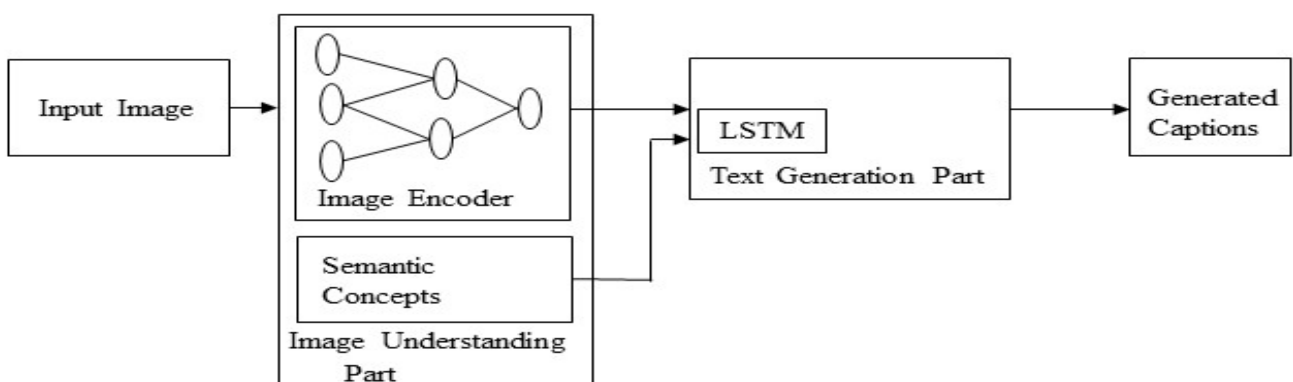 Input Image
Image Encoder
Semantic
Concepts
Image Understanding
Part
LSTM
Text Generation Part
Generated
Captions